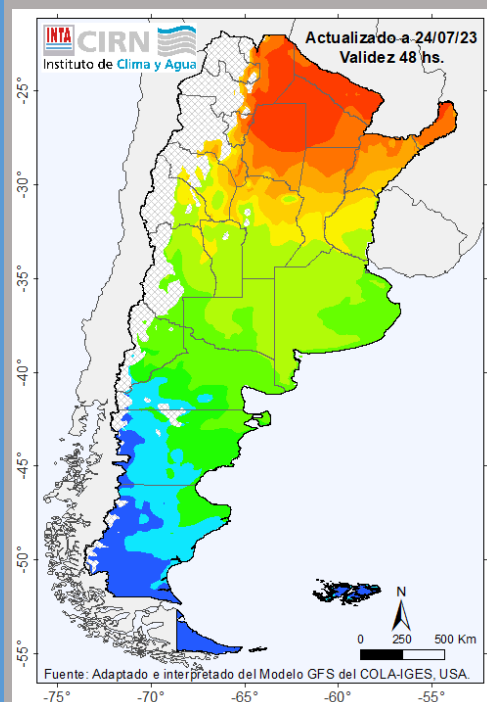 INTA CIRN
Instituto de Clima y Agua
Actualizado a 24/07/23
Validez 48 hs.
-25°
-30°
-35°
-40°
-45°
-50°
-55°
N
0 250 500 Km
Fuente: Adaptado e interpretado del Modelo GFS del COLA-IGES, USA.
-75° -70° -65° -60° -55°